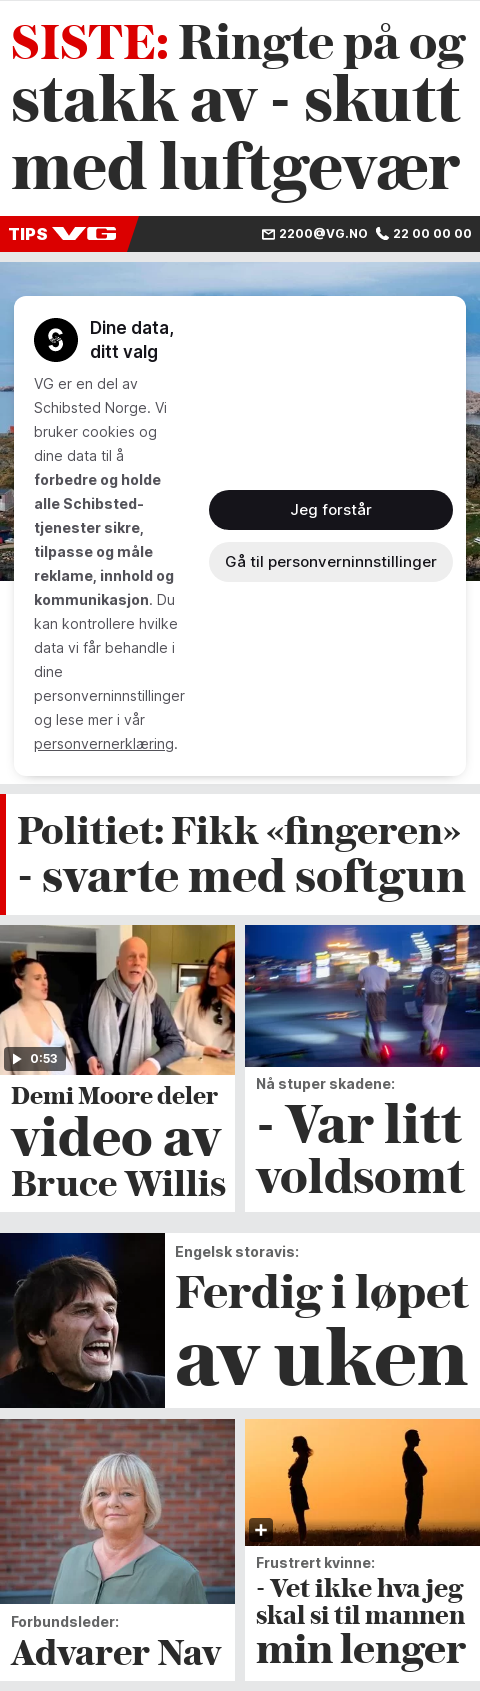 SISTE: Ringte på og
stakk av - skutt
med luftgevær
TIPS VG 2200@VG.NO 22 00 00 00
Dine data,
ditt valg
VG er en del av
Schibsted Norge. Vi
bruker cookies og
dine data til å
forbedre og holde
alle Schibsted-
tjenester sikre,
tilpasse og måle
reklame, innhold og
kommunikasjon. Du
kan kontrollere hvilke
data vi får behandle i
dine
personverninnstillinger
og lese mer i vår
personvernerklæring.
Jeg forstår
Gå til personverninnstillinger
Politiet: Fikk «fingeren»
- svarte med softgun
0:53
Demi Moore deler
video av
Bruce Willis
Nå stuper skadene:
- Var litt
voldsomt
Engelsk storavis:
Ferdig i løpet
av uken
Forbundsleder:
Advarer Nav
Frustrert kvinne:
- Vet ikke hva jeg
skal si til mannen
min lenger